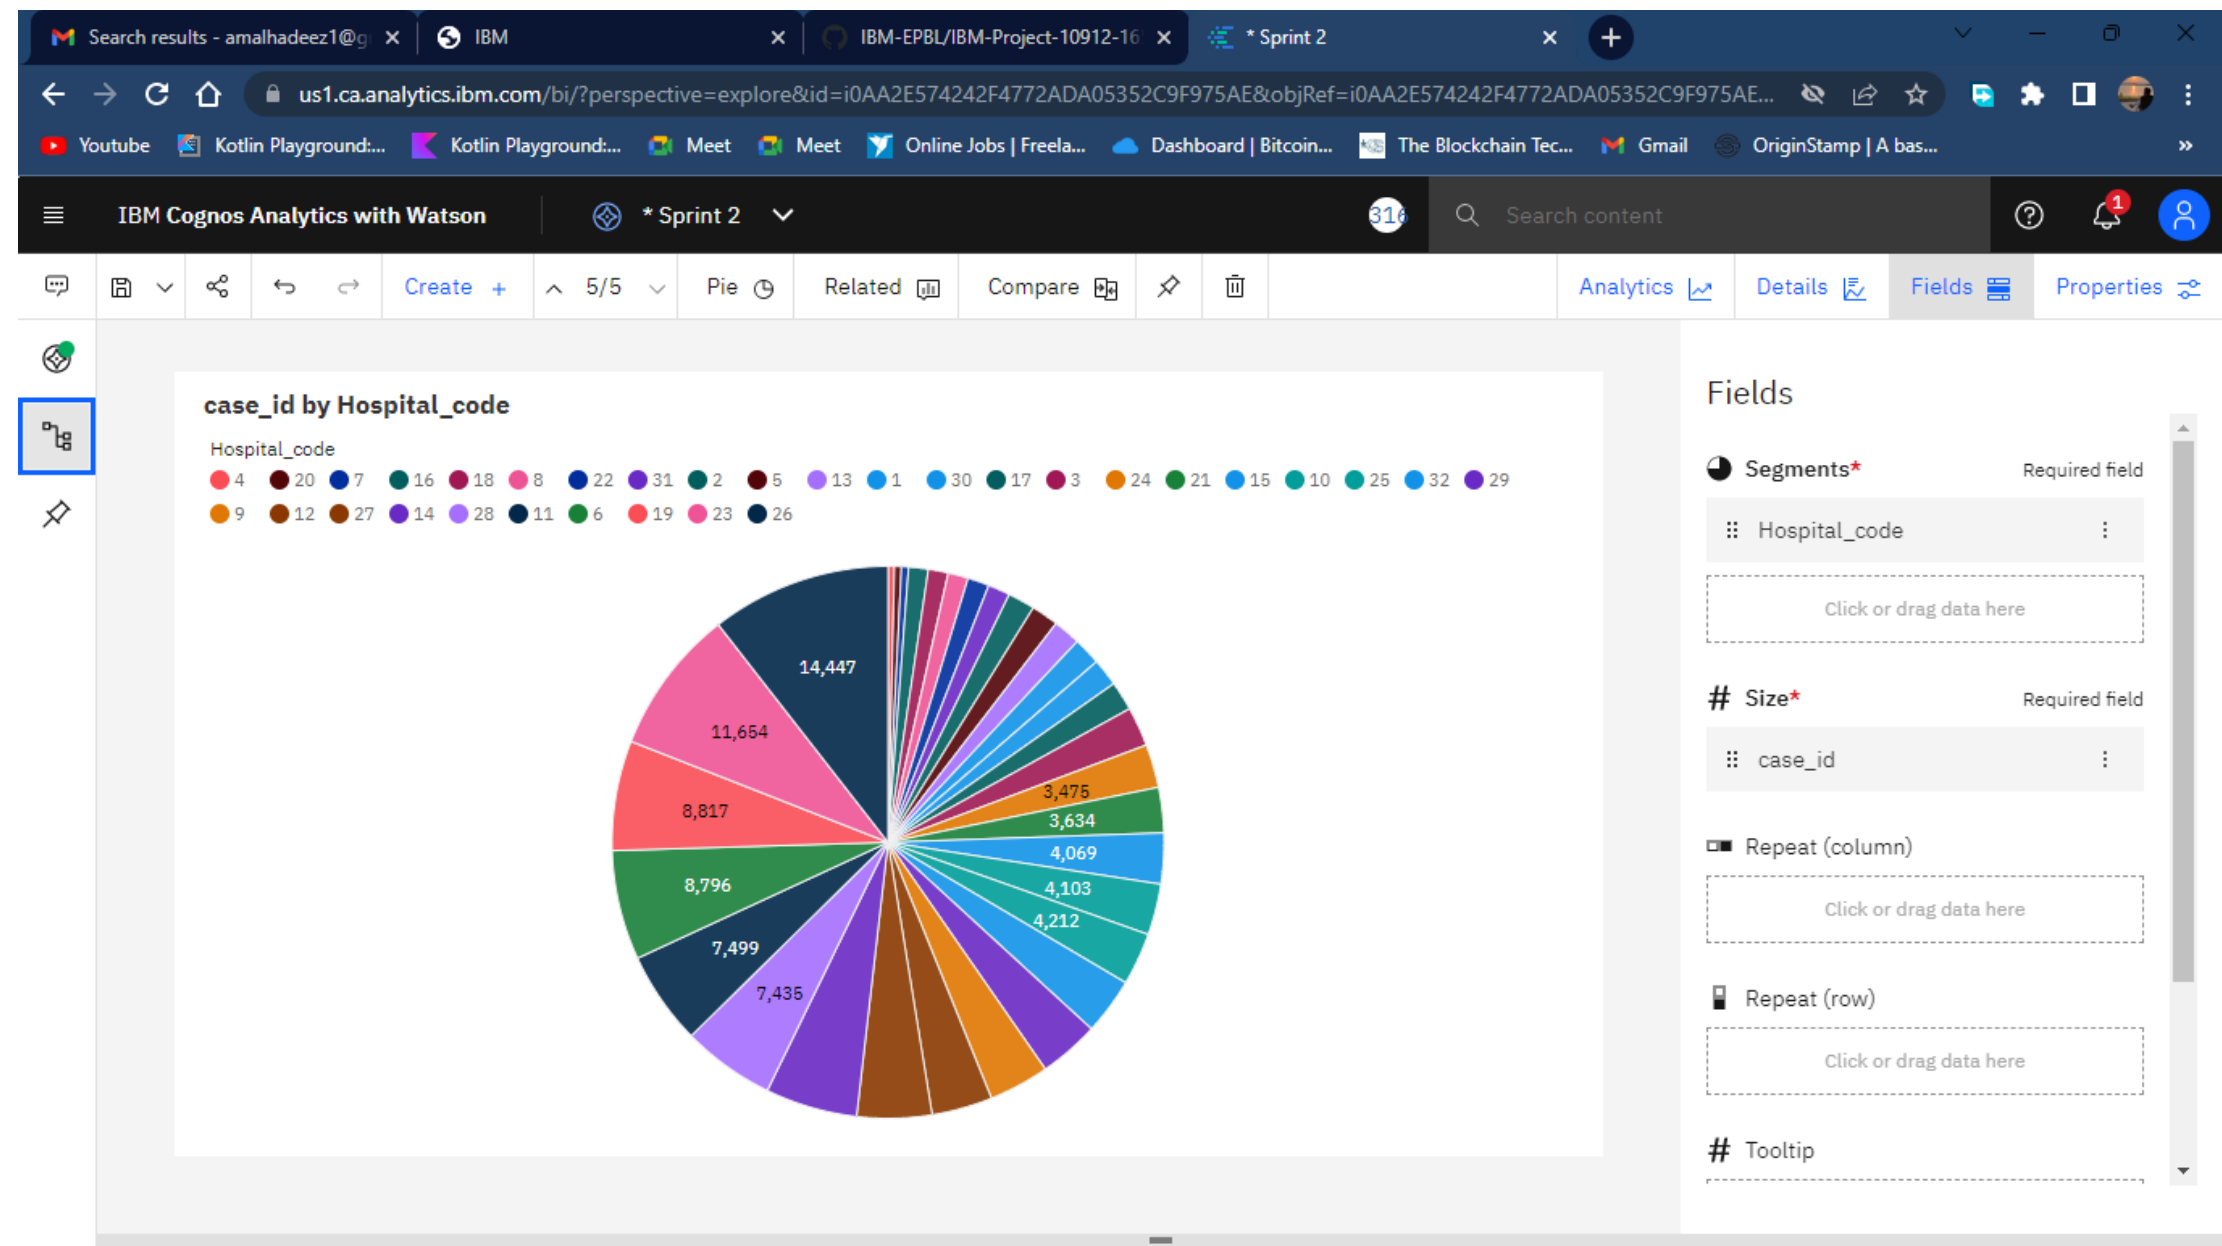 Search results - amalhadeez1@g
IBM
IBM-EPBL/IBM-Project-10912-16
* Sprint 2
us1.ca.analytics.ibm.com/bi/?perspective=explore&id=i0AA2E574242F4772ADA05352C9F975AE&objRef=i0AA2E574242F4772ADA05352C9F975AE...
Youtube
Kotlin Playground:...
Kotlin Playground:...
Meet
Meet
Online Jobs | Freela...
Dashboard | Bitcoin...
The Blockchain Tec...
Gmail
OriginStamp | A bas...
»
IBM Cognos Analytics with Watson
* Sprint 2
316
Search content
1
Create +
5/5
Pie
Related
Compare
Analytics
Details
Fields
Properties
case_id by Hospital_code
Hospital_code
4 20 7 16 18 8 22 31 2 5 13 1 30 17 3 24 21 15 10 25 32 29
9 12 27 14 28 11 6 19 23 26
14,447
11,654
8,817
8,796
7,499
7,435
3,475
3,634
4,069
4,103
4,212
Fields
Segments* Required field
Hospital_code
Click or drag data here
# Size* Required field
case_id
Repeat (column)
Click or drag data here
Repeat (row)
Click or drag data here
# Tooltip